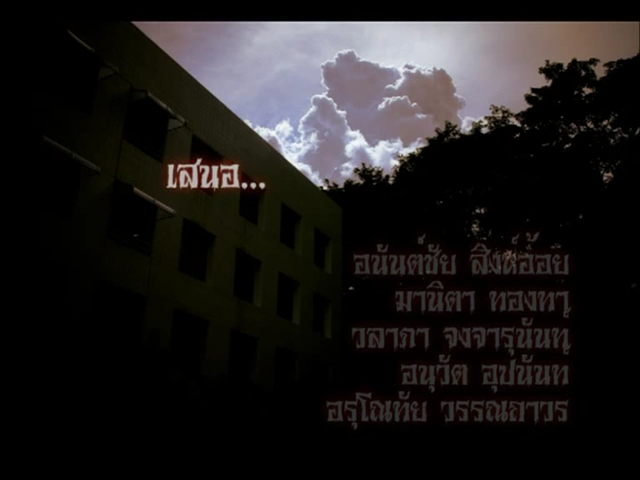 เสนอ...
อนันต์ชัย สิงห์อ้อย
มานิตา ทองทา
วลาภา จงจารุนันท์
อนุวัต อุปนันท์
อรุโณทัย วรรณถาวร